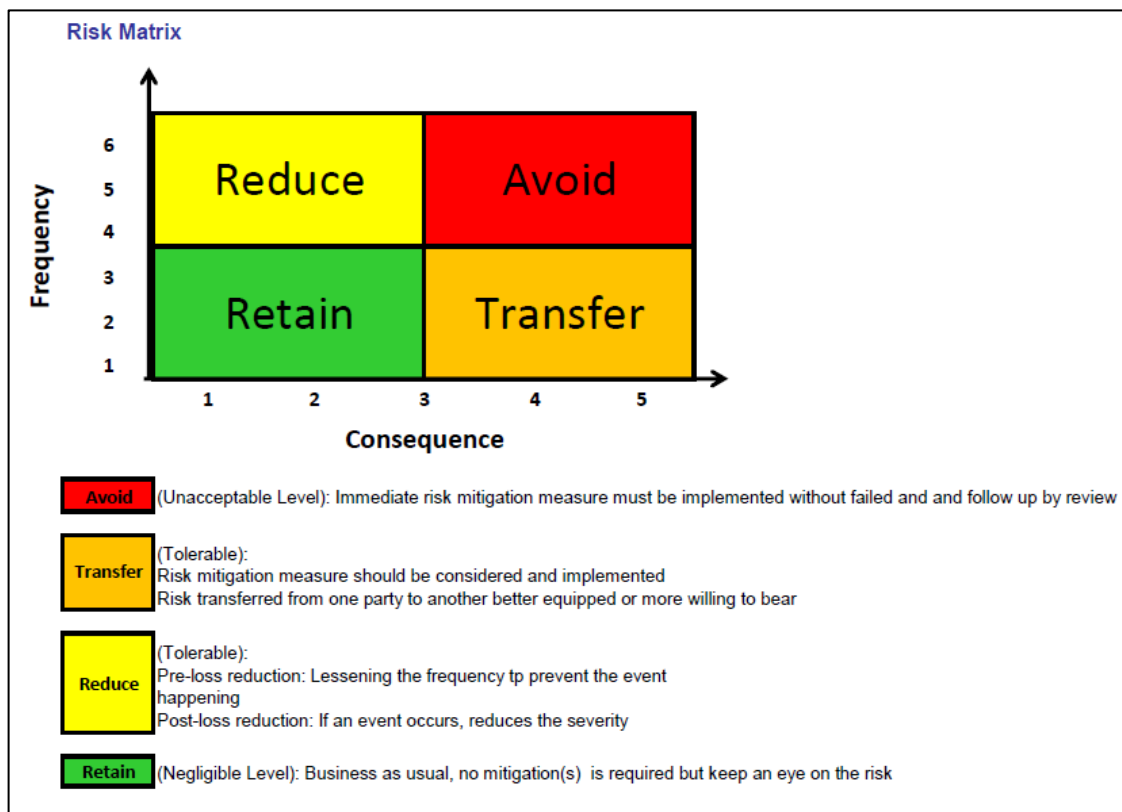 Risk Matrix
6
Reduce
Avoid
5
4
Frequency
3
Retain
Transfer
2
1
1 2 3 4 5
Consequence
Avoid
(Unacceptable Level): Immediate risk mitigation measure must be implemented without failed and and follow up by review
Transfer
(Tolerable):
Risk mitigation measure should be considered and implemented
Risk transferred from one party to another better equipped or more willing to bear
Reduce
(Tolerable):
Pre-loss reduction: Lessening the frequency tp prevent the event
happening
Post-loss reduction: If an event occurs, reduces the severity
Retain
(Negligible Level): Business as usual, no mitigation(s) is required but keep an eye on the risk